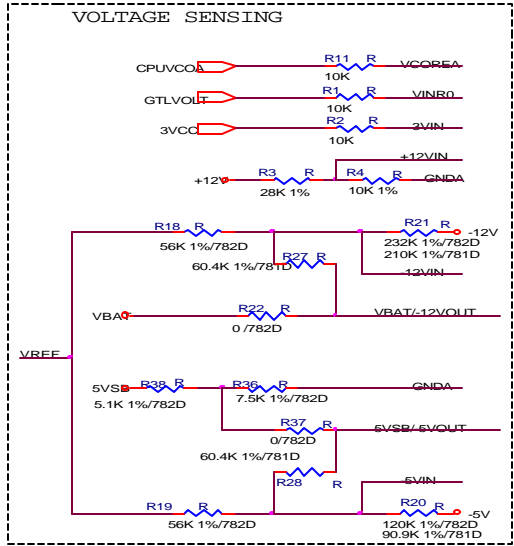 VOLTAGE SENSING
R11 R VCOREA
CPUVCOA
10K
GTLVOLT R1 R VINR0
10K
3VCC R2 R 3VIN
10K
+12VIN
+12V R3 R R4 R GNDA
28K 1% 10K 1%
R18 R R21 R -12V
56K 1%/782D 232K 1%/782D
210K 1%/781D
R27 R
60.4K 1%/781D -12VIN
VBAT R22 R VBAT/-12VOUT
0 /782D
VREF
5VSB R38 R R36 R GNDA
5.1K 1%/782D 7.5K 1%/782D
R37 R 5VSB/-5VOUT
0/782D
60.4K 1%/781D
R28 R -5VIN
R19 R R20 R -5V
56K 1%/782D 120K 1%/782D
90.9K 1%/781D